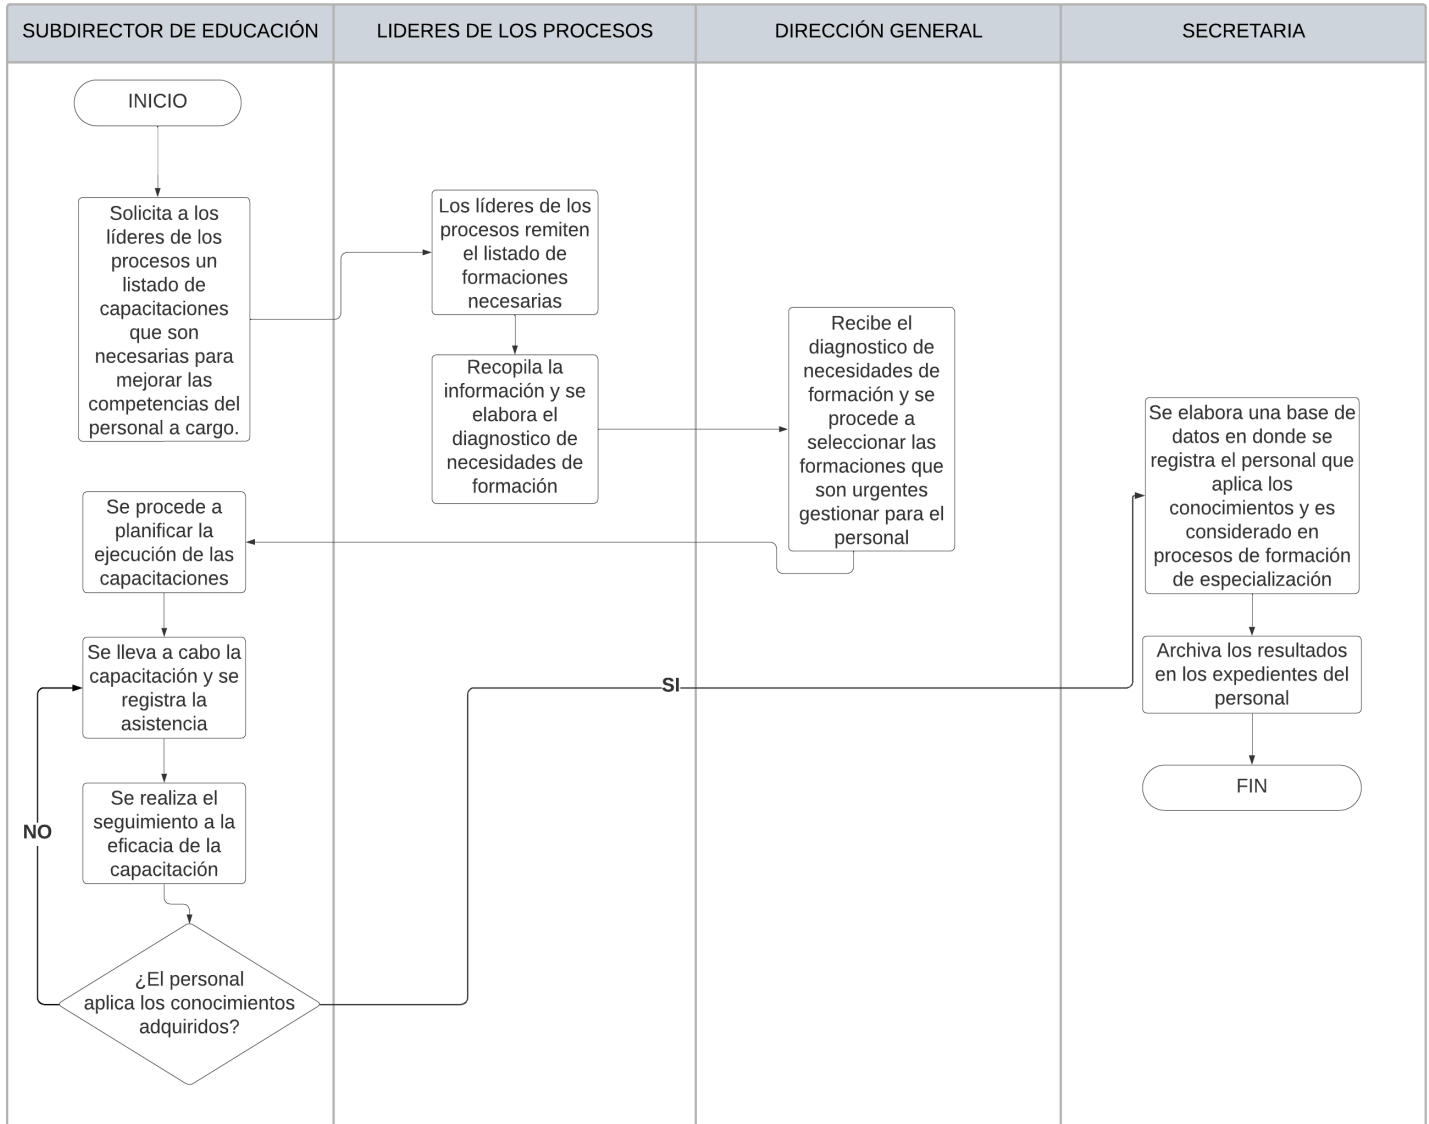 SUBDIRECTOR DE EDUCACIÓN
LIDERES DE LOS PROCESOS
DIRECCIÓN GENERAL
SECRETARIA
INICIO
Solicita a los
líderes de los
procesos un
listado de
capacitaciones
que son
necesarias para
mejorar las
competencias del
personal a cargo.
Los líderes de los
procesos remiten
el listado de
formaciones
necesarias
Recopila la
información y se
elabora el
diagnostico de
necesidades de
formación
Recibe el
diagnostico de
necesidades de
formación y se
procede a
seleccionar las
formaciones que
son urgentes
gestionar para el
personal
Se procede a
planificar la
ejecución de las
capacitaciones
Se lleva a cabo la
capacitación y se
registra la
asistencia
Se realiza el
seguimiento a la
eficacia de la
capacitación
¿El personal
aplica los conocimientos
adquiridos?
NO
SI
Se elabora una base de
datos en donde se
registra el personal que
aplica los
conocimientos y es
considerado en
procesos de formación
de especialización
Archiva los resultados
en los expedientes del
personal
FIN